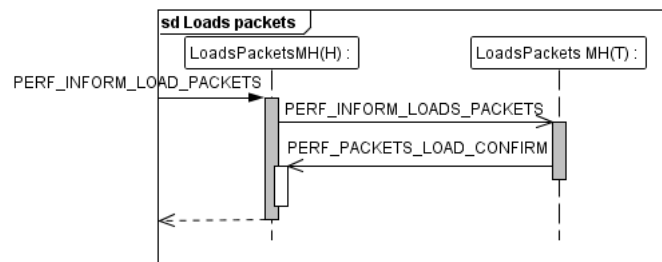 sd Loads packets
LoadsPacketsMH(H) :
LoadsPackets MH(T) :
PERF_INFORM_LOAD_PACKETS
PERF_INFORM_LOADS_PACKETS
PERF_PACKETS_LOAD_CONFIRM